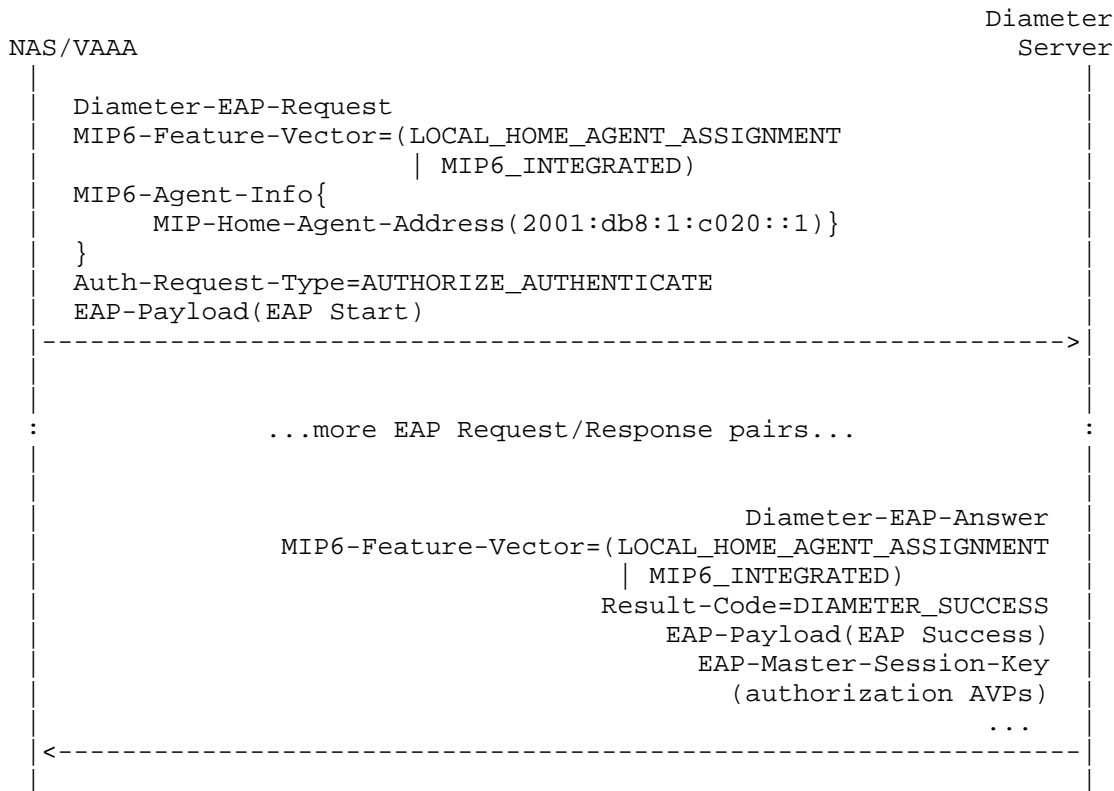 Diameter
NAS/VAAA Server
Diameter-EAP-Request
MIP6-Feature-Vector=(LOCAL_HOME_AGENT_ASSIGNMENT
| MIP6_INTEGRATED)
MIP6-Agent-Info{
MIP-Home-Agent-Address(2001:db8:1:c020::1)}
}
Auth-Request-Type=AUTHORIZE_AUTHENTICATE
EAP-Payload(EAP Start)
...more EAP Request/Response pairs...
Diameter-EAP-Answer
MIP6-Feature-Vector=(LOCAL_HOME_AGENT_ASSIGNMENT
| MIP6_INTEGRATED)
Result-Code=DIAMETER_SUCCESS
EAP-Payload(EAP Success)
EAP-Master-Session-Key
(authorization AVPs)
...